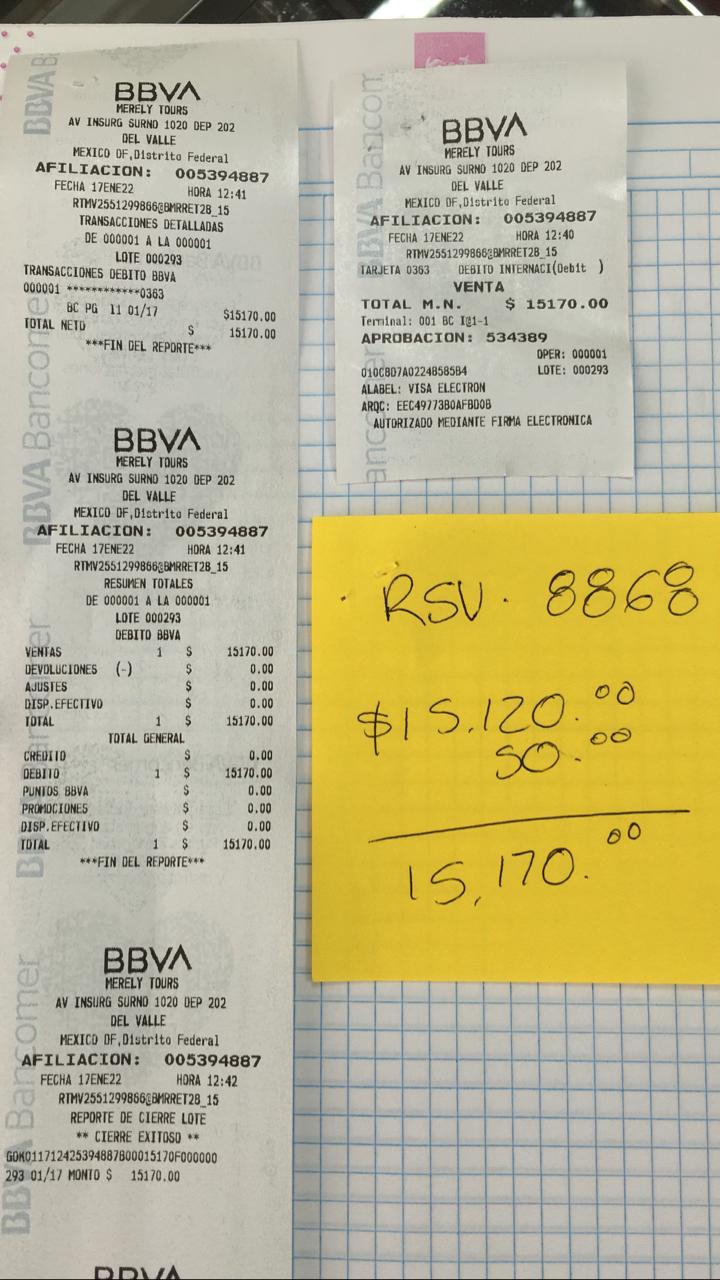 BBVA
MERELY TOURS
AV INSURG SURNO 1020 DEP 202
DEL VALLE
MEXICO DF,Distrito Federal
AFILIACION: 005394887
FECHA 17ENE22 HORA 12:41
RTMV2551299866@BMRRET28_15
TRANSACCIONES DETALLADAS
DE 000001 A LA 000001
LOTE 000293
TRANSACCIONES DEBITO BBVA
000001 ************0363
BC PG 11 01/17 $15170.00
TOTAL NETO $ 15170.00
***FIN DEL REPORTE***
BBVA
MERELY TOURS
AV INSURG SURNO 1020 DEP 202
DEL VALLE
MEXICO DF,Distrito Federal
AFILIACION: 005394887
FECHA 17ENE22 HORA 12:41
RTMV2551299866@BMRRET28_15
RESUMEN TOTALES
DE 000001 A LA 000001
LOTE 000293
DEBITO BBVA
VENTAS 1 $ 15170.00
DEVOLUCIONES (-) $ 0.00
AJUSTES $ 0.00
DISP.EFECTIVO $ 0.00
TOTAL 1 $ 15170.00
TOTAL GENERAL
CREDITO $ 0.00
DEBITO 1 $ 15170.00
PUNTOS BBVA $ 0.00
PROMOCIONES $ 0.00
DISP.EFECTIVO $ 0.00
TOTAL 1 $ 15170.00
***FIN DEL REPORTE***
BBVA
MERELY TOURS
AV INSURG SURNO 1020 DEP 202
DEL VALLE
MEXICO DF,Distrito Federal
AFILIACION: 005394887
FECHA 17ENE22 HORA 12:42
RTMV2551299866@BMRRET28_15
REPORTE DE CIERRE LOTE
** CIERRE EXITOSO **
GOK01171242539488​7B00015170F000000
293 01/17 MONTO $ 15170.00
BBVA
BBVA Bancomer
BBVA
MERELY TOURS
AV INSURG SURNO 1020 DEP 202
DEL VALLE
MEXICO DF,Distrito Federal
AFILIACION: 005394887
FECHA 17ENE22 HORA 12:40
RTMV2551299866@BMRRET28_15
TARJETA 0363 DEBITO INTERNACI(Debit )
VENTA
TOTAL M.N. $ 15170.00
Terminal: 001 BC I@1-1
APROBACION: 534389
OPER: 000001
010C8D7A0224B585B4 LOTE: 000293
ALABEL: VISA ELECTRON
ARQC: EEC49773B0AFBD0B
AUTORIZADO MEDIANTE FIRMA ELECTRONICA
RSV. 8868
$15,120.00
50.00
15,170.00